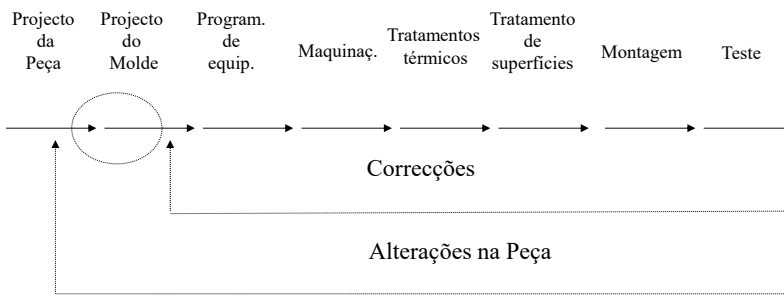 Projecto
da
Peça
Projecto
do
Molde
Program.
de
equip.
Maquinaç.
Tratamentos
térmicos
Tratamento
de
superfícies
Montagem
Teste
Correcções
Alterações na Peça